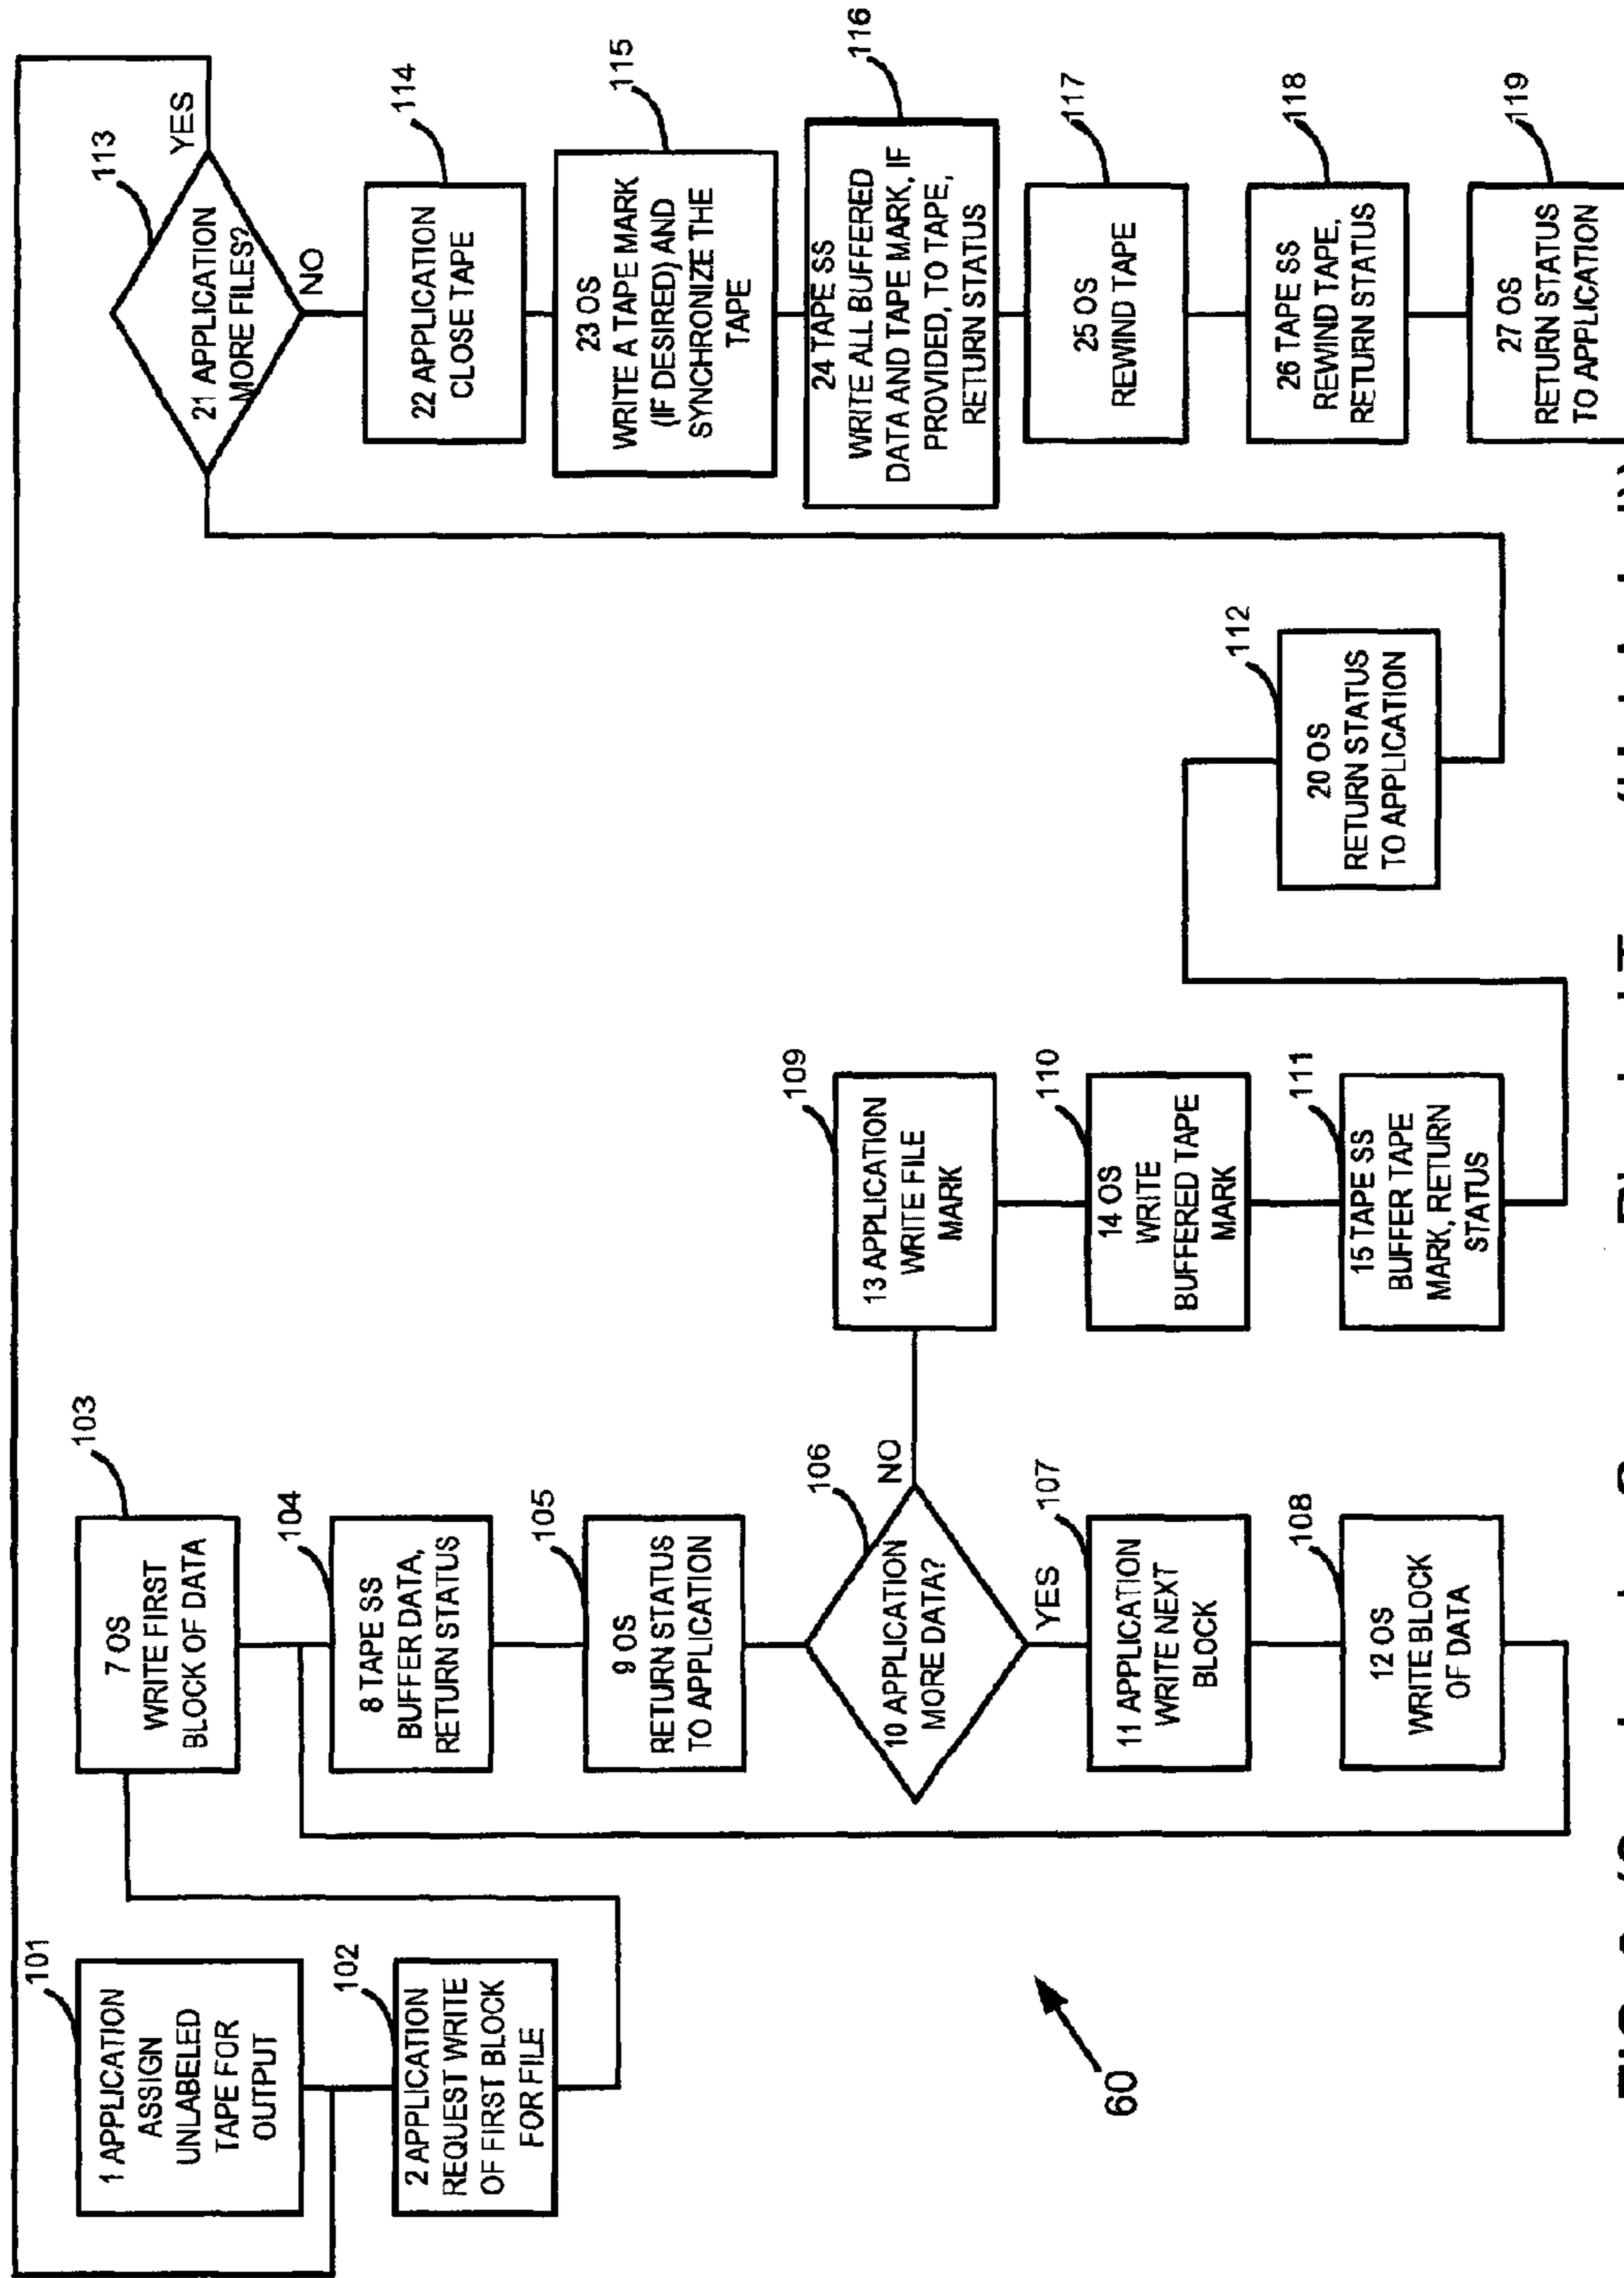 101
1 APPLICATION
ASSIGN
UNLABELED
TAPE FOR
OUTPUT
102
2 APPLICATION
REQUEST WRITE
OF FIRST BLOCK
FOR FILE
60
103
7 OS
WRITE FIRST
BLOCK OF DATA
104
8 TAPE SS
BUFFER DATA,
RETURN STATUS
105
9 OS
RETURN STATUS
TO APPLICATION
106
10 APPLICATION
MORE DATA?
NO
YES
107
11 APPLICATION
WRITE NEXT
BLOCK
108
12 OS
WRITE BLOCK
OF DATA
109
13 APPLICATION
WRITE FILE
MARK
110
14 OS
WRITE
BUFFERED TAPE
MARK
111
15 TAPE SS
BUFFER TAPE
MARK, RETURN
STATUS
112
20 OS
RETURN STATUS
TO APPLICATION
113
21 APPLICATION
MORE FILES?
YES
NO
114
22 APPLICATION
CLOSE TAPE
115
23 OS
WRITE A TAPE MARK
(IF DESIRED) AND
SYNCHRONIZE THE
TAPE
116
24 TAPE SS
WRITE ALL BUFFERED
DATA AND TAPE MARK, IF
PROVIDED, TO TAPE,
RETURN STATUS
117
25 OS
REWIND TAPE
118
26 TAPE SS
REWIND TAPE,
RETURN STATUS
119
27 OS
RETURN STATUS
TO APPLICATION